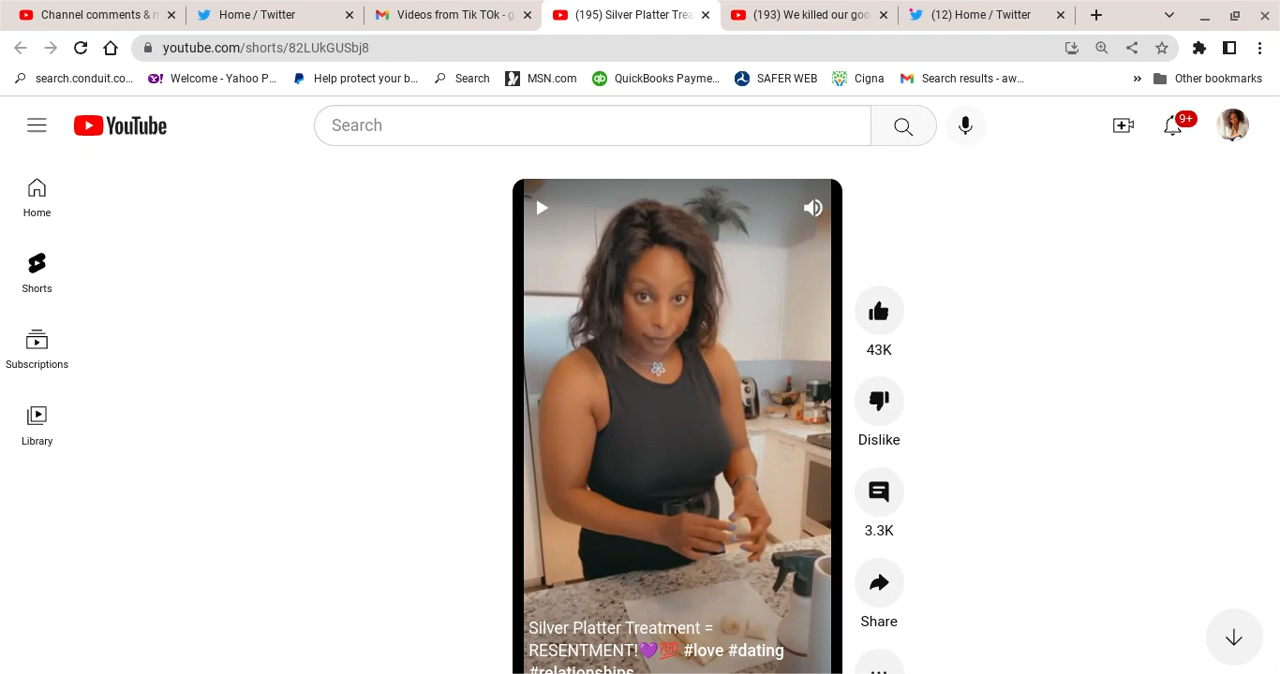 Channel comments & m
Home / Twitter
Videos from Tik TOk - g
(195) Silver Platter Trea
(193) We killed our goo
(12) Home / Twitter
youtube.com/shorts/82LUkGUSbj8
search.conduit.co...
Welcome - Yahoo P...
Help protect your b...
Search
MSN.com
QuickBooks Payme...
SAFER WEB
Cigna
Search results - aw...
»
Other bookmarks
YouTube
Search
9+
Home
Shorts
Subscriptions
Library
43K
Dislike
3.3K
Share
Silver Platter Treatment =
RESENTMENT!💜💯 #love #dating
#relationships